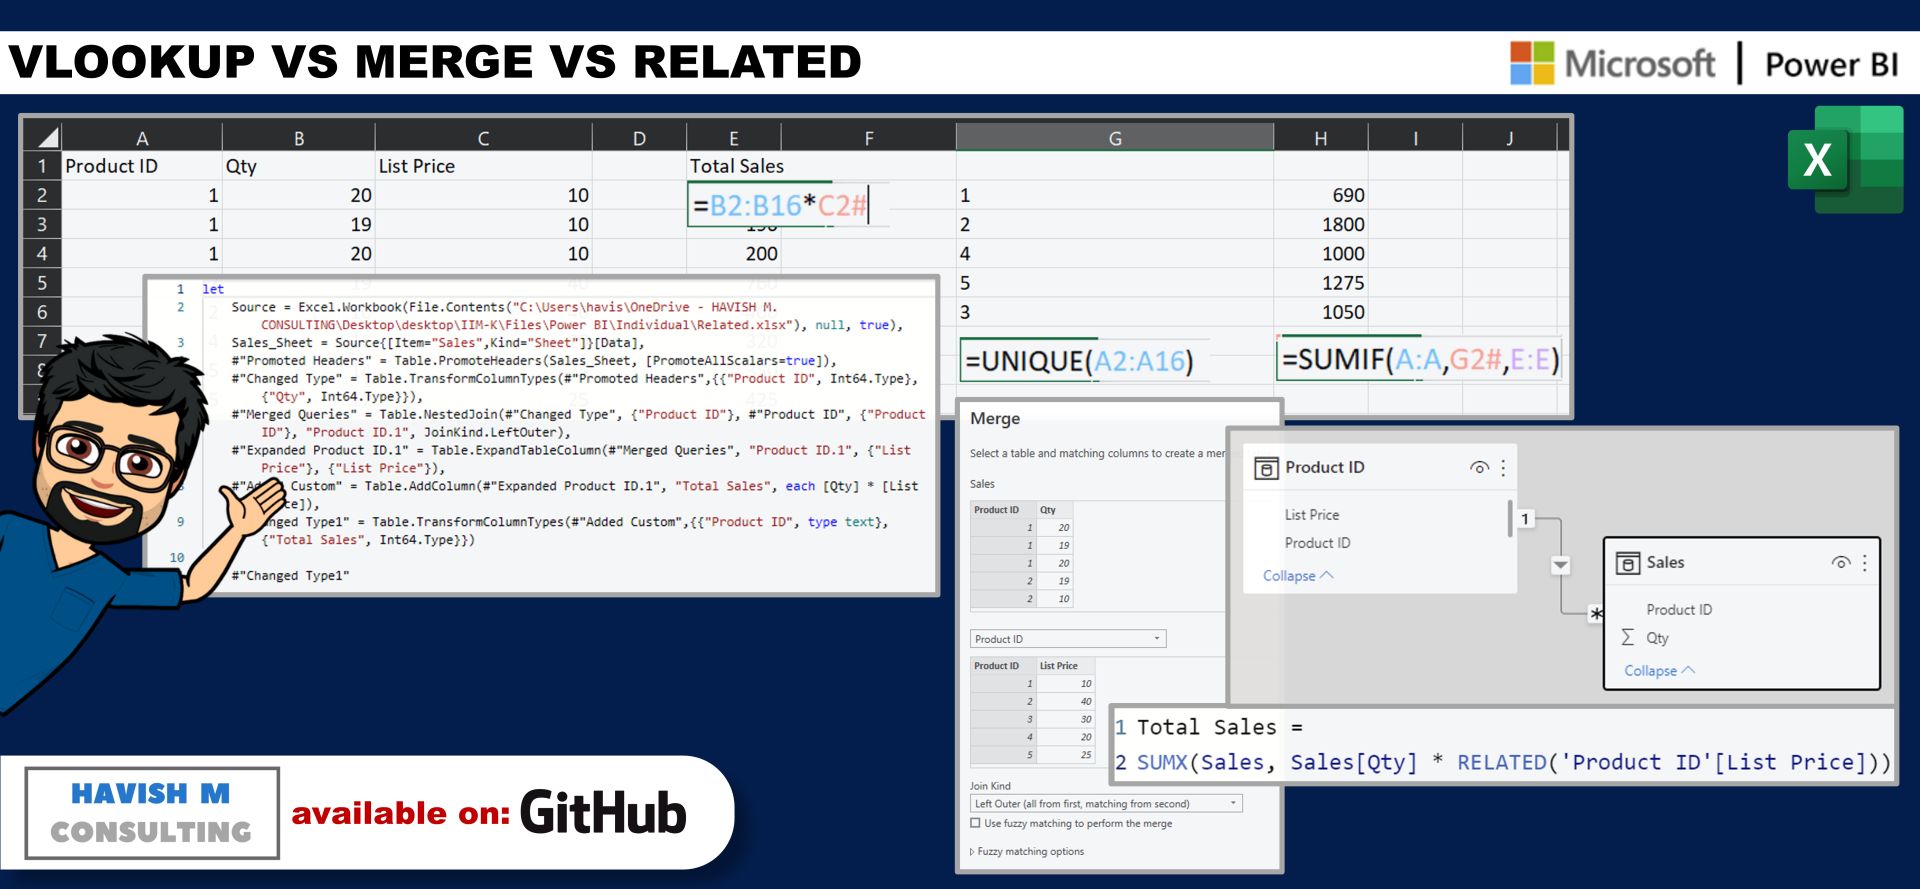 VLOOKUP VS MERGE VS RELATED
Microsoft | Power BI
A B C D E F G H I J
1 Product ID Qty List Price Total Sales
2 1 20 10 =B2:B16*C2# 1 690
3 1 19 10 2 1800
4 1 20 10 200 4 1000
5 5 1275
6 3 1050
7
8 =UNIQUE(A2:A16) =SUMIF(A:A,G2#,E:E)
X
1 let
2 Source = Excel.Workbook(File.Contents("C:\Users\havis\OneDrive - HAVISH M.
CONSULTING\Desktop\desktop\IIM-K\Files\Power BI\Individual\Related.xlsx"), null, true),
3 Sales_Sheet = Source{[Item="Sales",Kind="Sheet"]}[Data],
#"Promoted Headers" = Table.PromoteHeaders(Sales_Sheet, [PromoteAllScalars=true]),
#"Changed Type" = Table.TransformColumnTypes(#"Promoted Headers",{{"Product ID", Int64.Type},
{"Qty", Int64.Type}}),
#"Merged Queries" = Table.NestedJoin(#"Changed Type", {"Product ID"}, #"Product ID", {"Product
ID"}, "Product ID.1", JoinKind.LeftOuter),
#"Expanded Product ID.1" = Table.ExpandTableColumn(#"Merged Queries", "Product ID.1", {"List
Price"}, {"List Price"}),
Custom" = Table.AddColumn(#"Expanded Product ID.1", "Total Sales", each [Qty] * [List
ce]),
9 nged Type1" = Table.TransformColumnTypes(#"Added Custom",{{"Product ID", type text},
{"Total Sales", Int64.Type}})
10
#"Changed Type1"
Merge
Select a table and matching columns to create a mer
Sales
Product ID Qty
1 20
1 19
1 20
2 19
2 10
Product ID
Product ID List Price
1 10
2 40
3 30
4 20
5 25
Join Kind
Left Outer (all from first, matching from second)
Use fuzzy matching to perform the merge
Fuzzy matching options
Product ID
List Price
Product ID
Collapse
1
*
Sales
Product ID
Σ Qty
Collapse
1 Total Sales =
2 SUMX(Sales, Sales[Qty] * RELATED('Product ID'[List Price]))
HAVISH M
CONSULTING
available on: GitHub